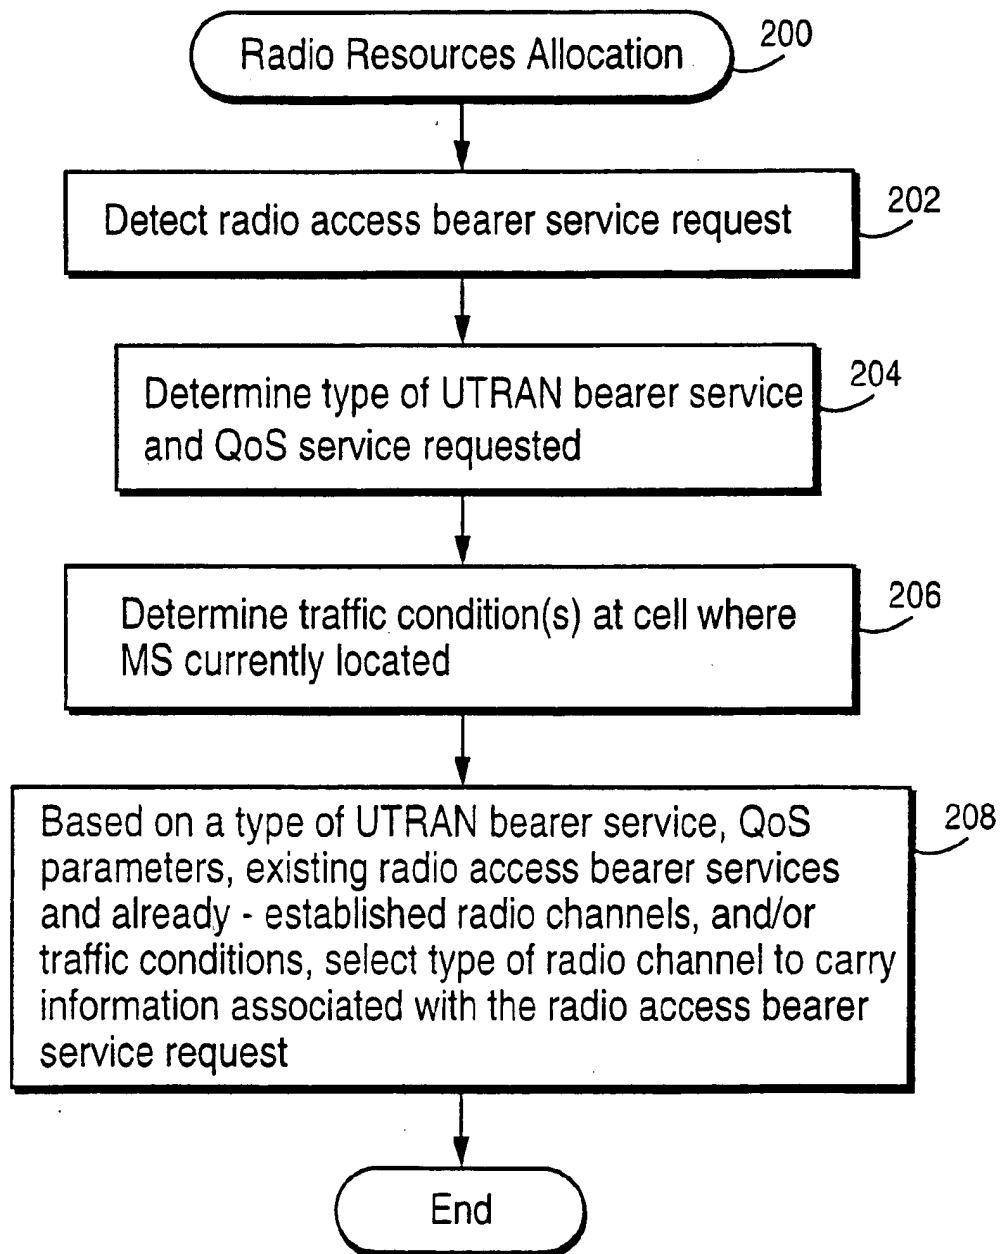 Radio Resources Allocation
200
Detect radio access bearer service request
202
Determine type of UTRAN bearer service
and QoS service requested
204
Determine traffic condition(s) at cell where
MS currently located
206
Based on a type of UTRAN bearer service, QoS
parameters, existing radio access bearer services
and already - established radio channels, and/or
traffic conditions, select type of radio channel to carry
information associated with the radio access bearer
service request
208
End